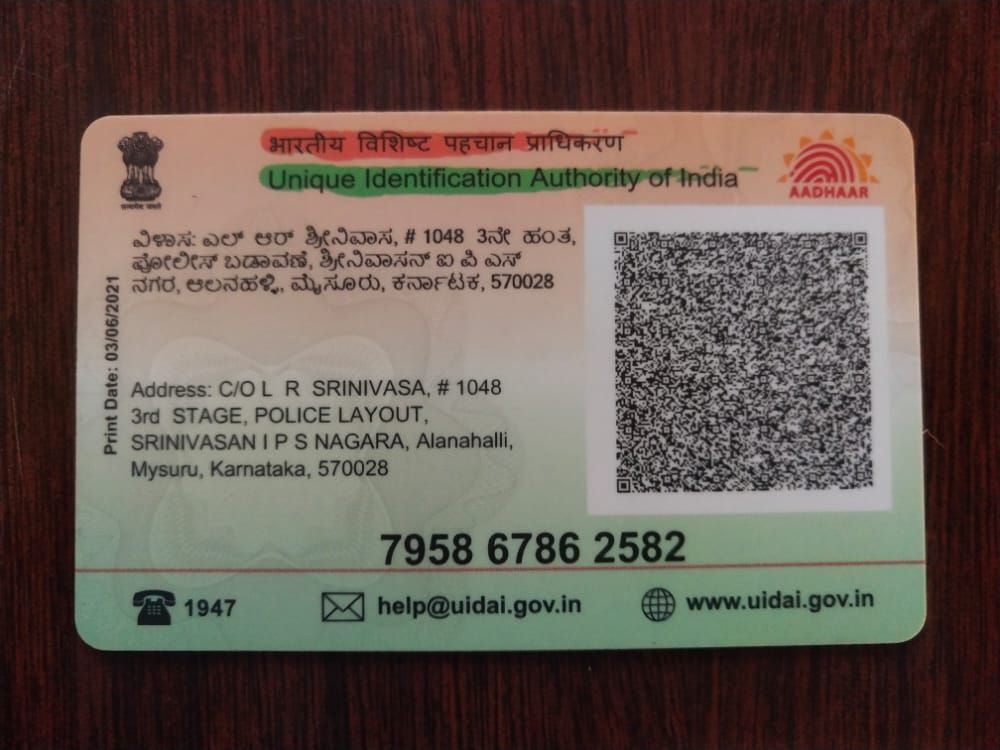 भारतीय विशिष्ट पहचान प्राधिकरण
Unique Identification Authority of India
सत्यमेव जयते
AADHAAR
ವಿಳಾಸ: ಎಲ್ ಆರ್ ಶ್ರೀನಿವಾಸ, # 1048 3ನೇ ಹಂತ,
ಪೋಲೀಸ್ ಬಡಾವಣೆ, ಶ್ರೀನಿವಾಸನ್ ಐ ಪಿ ಎಸ್
ನಗರ, ಆಲನಹಳ್ಳಿ, ಮೈಸೂರು, ಕರ್ನಾಟಕ, 570028
Print Date: 03/06/2021
Address: C/O L R SRINIVASA, # 1048
3rd STAGE, POLICE LAYOUT,
SRINIVASAN I P S NAGARA, Alanahalli,
Mysuru, Karnataka, 570028
7958 6786 2582
1947
help@uidai.gov.in
www.uidai.gov.in